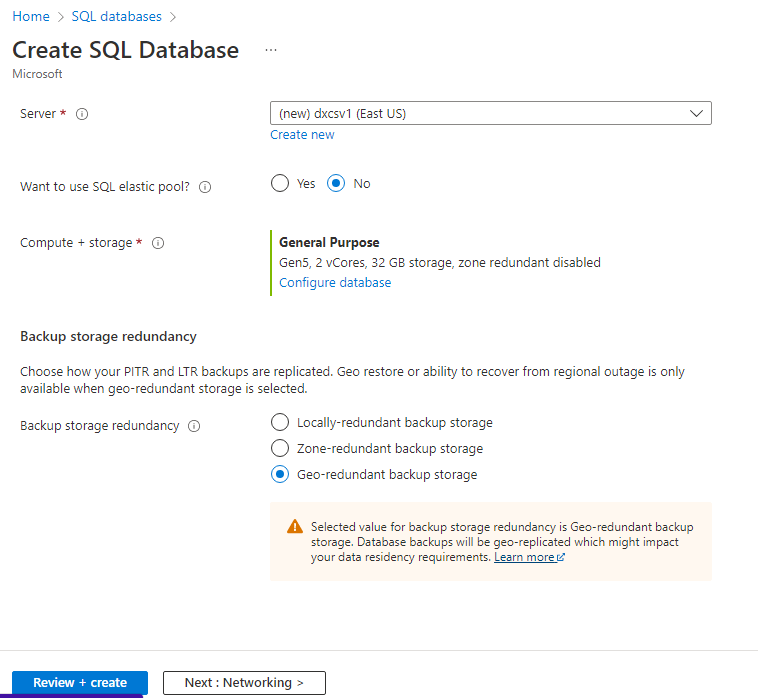 Home > SQL databases >
Create SQL Database ...
Microsoft
Server * (new) dxcsv1 (East US)
Create new
Want to use SQL elastic pool? Yes No
Compute + storage * General Purpose
Gen5, 2 vCores, 32 GB storage, zone redundant disabled
Configure database
Backup storage redundancy
Choose how your PITR and LTR backups are replicated. Geo restore or ability to recover from regional outage is only
available when geo-redundant storage is selected.
Backup storage redundancy Locally-redundant backup storage
Zone-redundant backup storage
Geo-redundant backup storage
Selected value for backup storage redundancy is Geo-redundant backup
storage. Database backups will be geo-replicated which might impact
your data residency requirements. Learn more
Review + create Next : Networking >